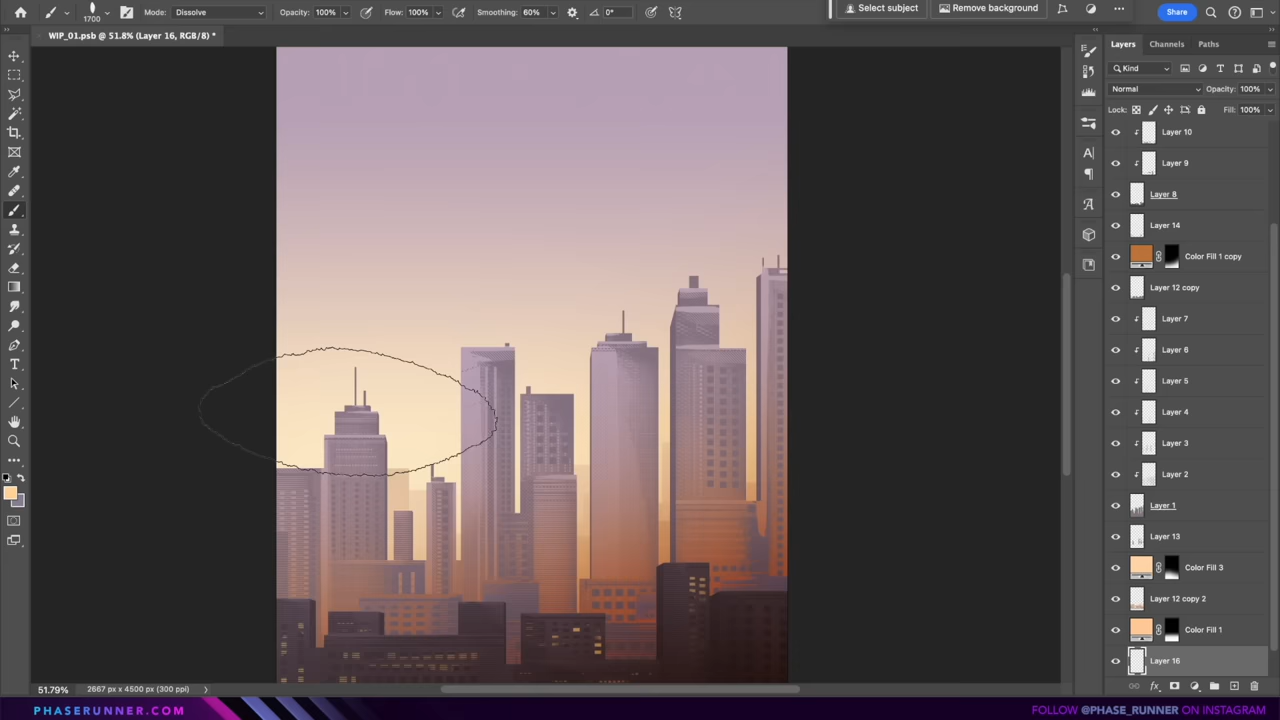 1700
Mode: Dissolve
Opacity: 100%
Flow: 100%
Smoothing: 60%
0°
Select subject
Remove background
Share
WIP_01.psb @ 51.8% (Layer 16, RGB/8) *
Layers
Channels
Paths
Kind
Normal
Opacity: 100%
Lock:
Fill: 100%
Layer 10
Layer 9
Layer 8
Layer 14
Color Fill 1 copy
Layer 12 copy
Layer 7
Layer 6
Layer 5
Layer 4
Layer 3
Layer 2
Layer 1
Layer 13
Color Fill 3
Layer 12 copy 2
Color Fill 1
Layer 16
51.79%
2667 px x 4500 px (300 ppi)
PHASERUNNER.COM
FOLLOW @PHASE_RUNNER ON INSTAGRAM